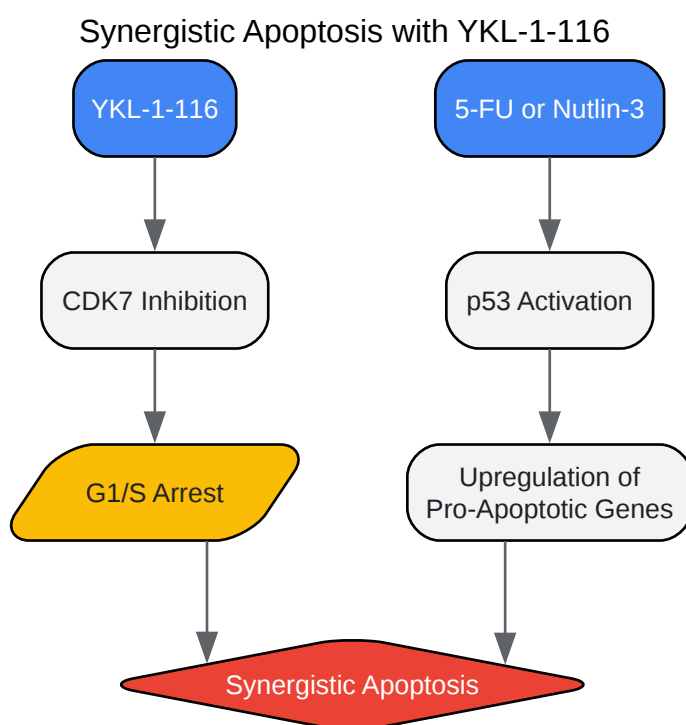 Synergistic Apoptosis with YKL-1-116
YKL-1-116
5-FU or Nutlin-3
CDK7 Inhibition
p53 Activation
G1/S Arrest
Upregulation of
Pro-Apoptotic Genes
Synergistic Apoptosis